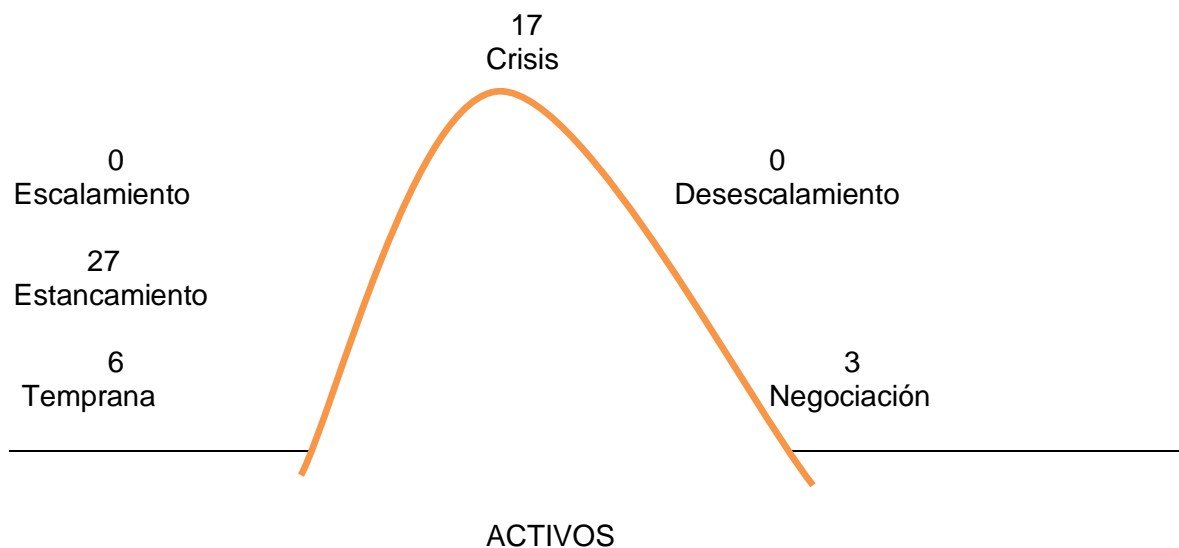 17
Crisis
0
Escalamiento
0
Desescalamiento
27
Estancamiento
6
Temprana
3
Negociación
ACTIVOS